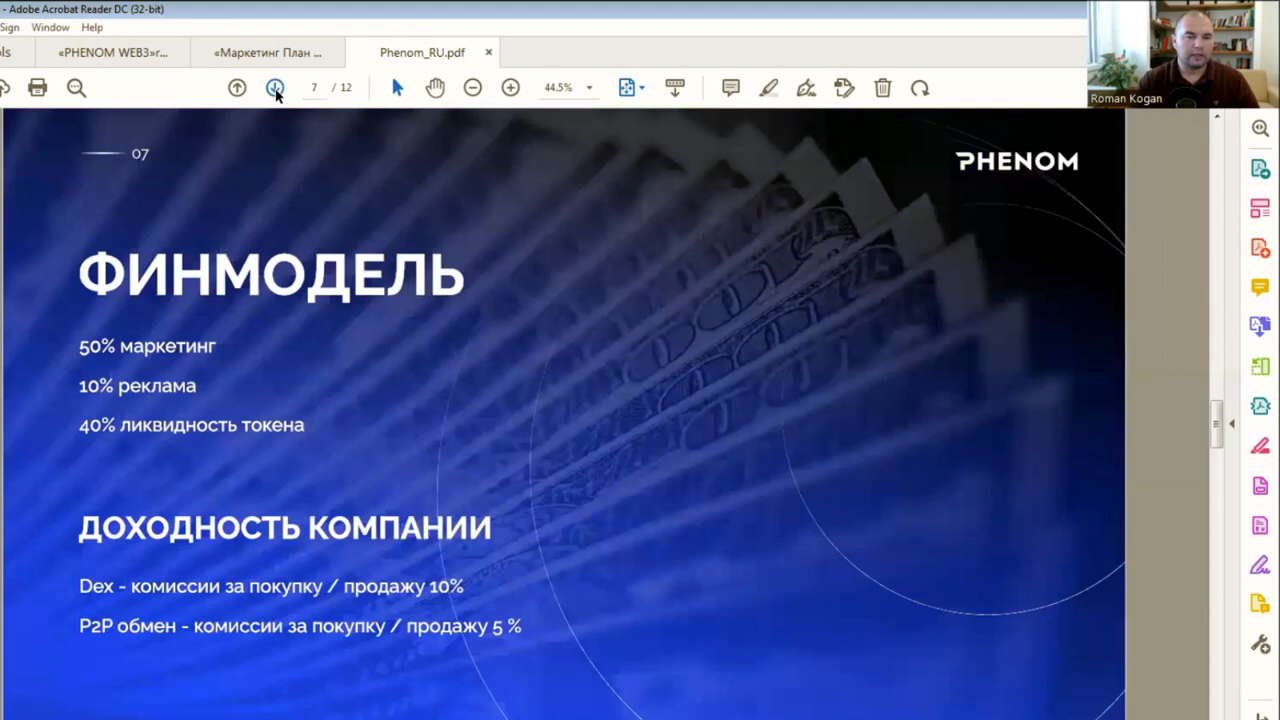 - Adobe Acrobat Reader DC (32-bit)
Sign Window Help
ols «PHENOM WEB3»г... «Маркетинг План ... Phenom_RU.pdf ×
7 / 12 44.5%
Roman Kogan
07
PHENOM
ФИНМОДЕЛЬ
50% маркетинг
10% реклама
40% ликвидность токена
ДОХОДНОСТЬ КОМПАНИИ
Dex - комиссии за покупку / продажу 10%
P2P обмен - комиссии за покупку / продажу 5 %